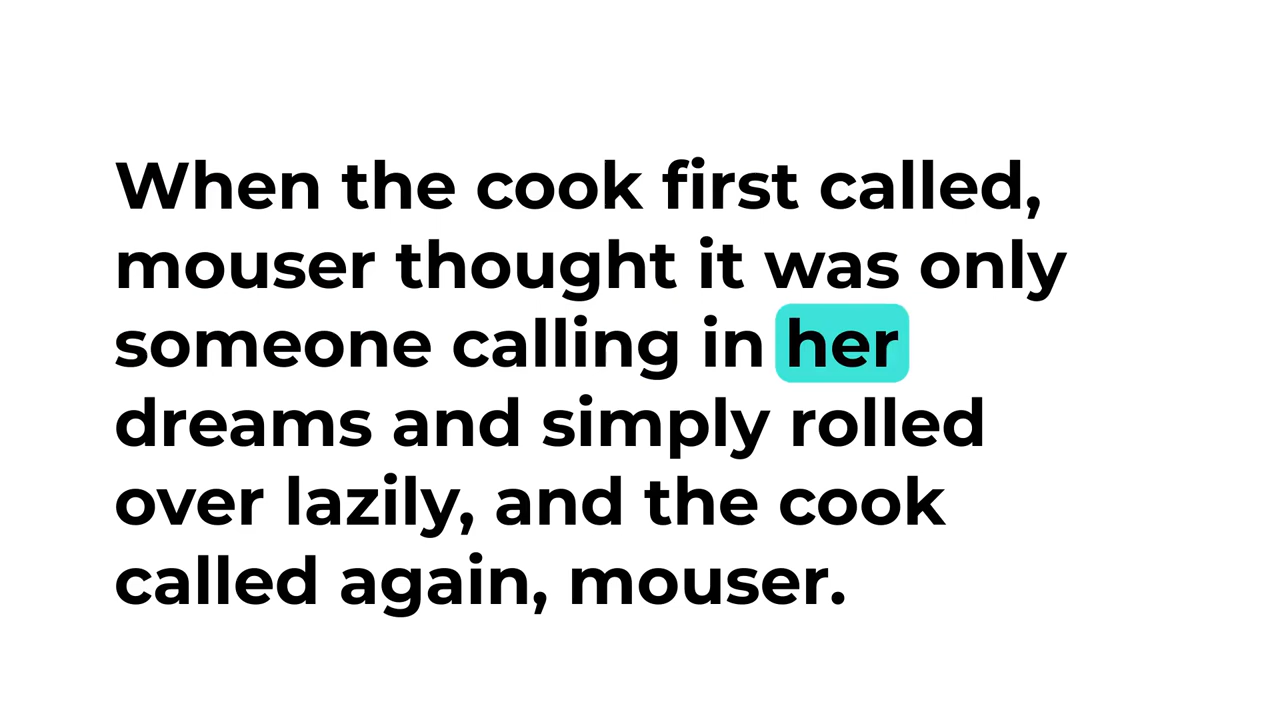 When the cook first called,
mouser thought it was only
someone calling in her
dreams and simply rolled
over lazily, and the cook
called again, mouser.